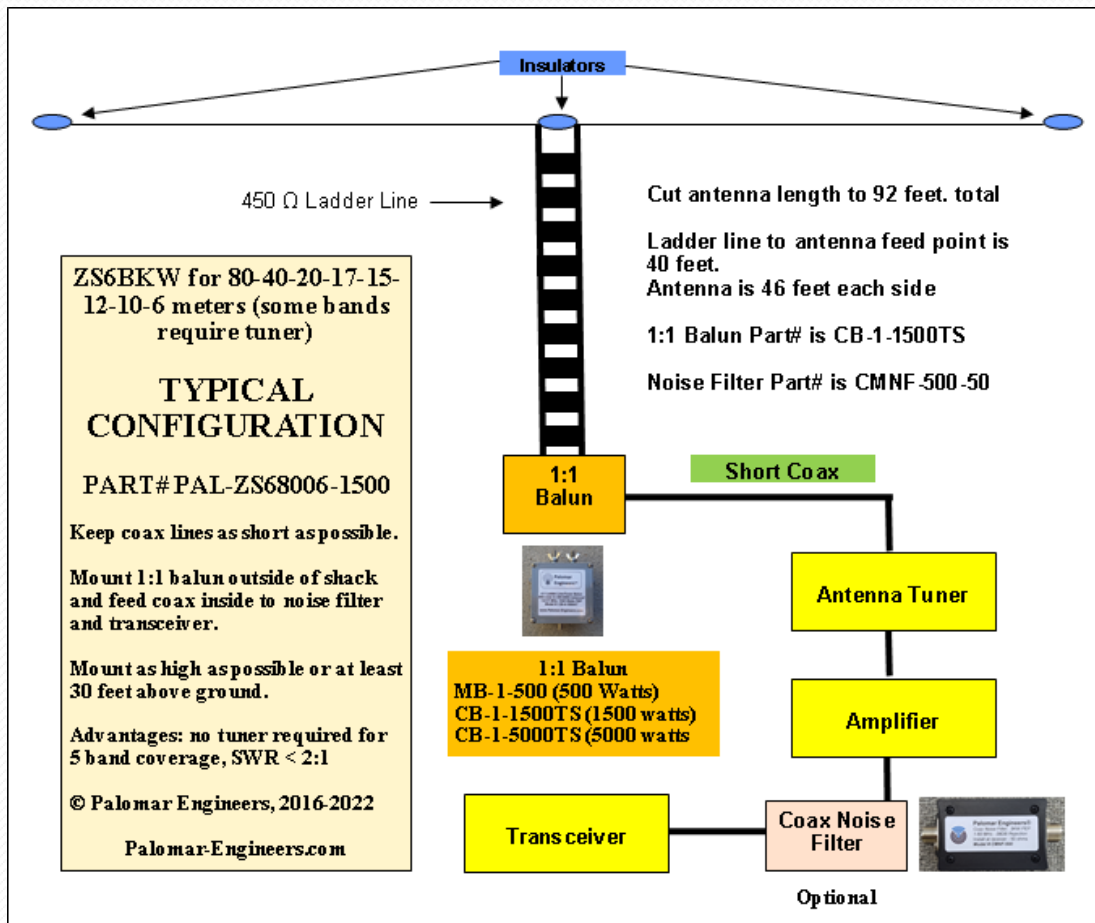 Insulators
450 Ω Ladder Line
Cut antenna length to 92 feet. total
Ladder line to antenna feed point is
40 feet.
Antenna is 46 feet each side
1:1 Balun Part# is CB-1-1500TS
Noise Filter Part# is CMNF-500-50
ZS6BKW for 80-40-20-17-15-
12-10-6 meters (some bands
require tuner)
TYPICAL
CONFIGURATION
PART# PAL-ZS68006-1500
Keep coax lines as short as possible.
Mount 1:1 balun outside of shack
and feed coax inside to noise filter
and transceiver.
Mount as high as possible or at least
30 feet above ground.
Advantages: no tuner required for
5 band coverage, SWR < 2:1
© Palomar Engineers, 2016-2022
Palomar-Engineers.com
1:1
Balun
Short Coax
Palomar
Engineers
Antenna Tuner
1:1 Balun
MB-1-500 (500 Watts)
CB-1-1500TS (1500 watts)
CB-1-5000TS (5000 watts
Amplifier
Transceiver
Coax Noise
Filter
Palomar Engineers®
Optional